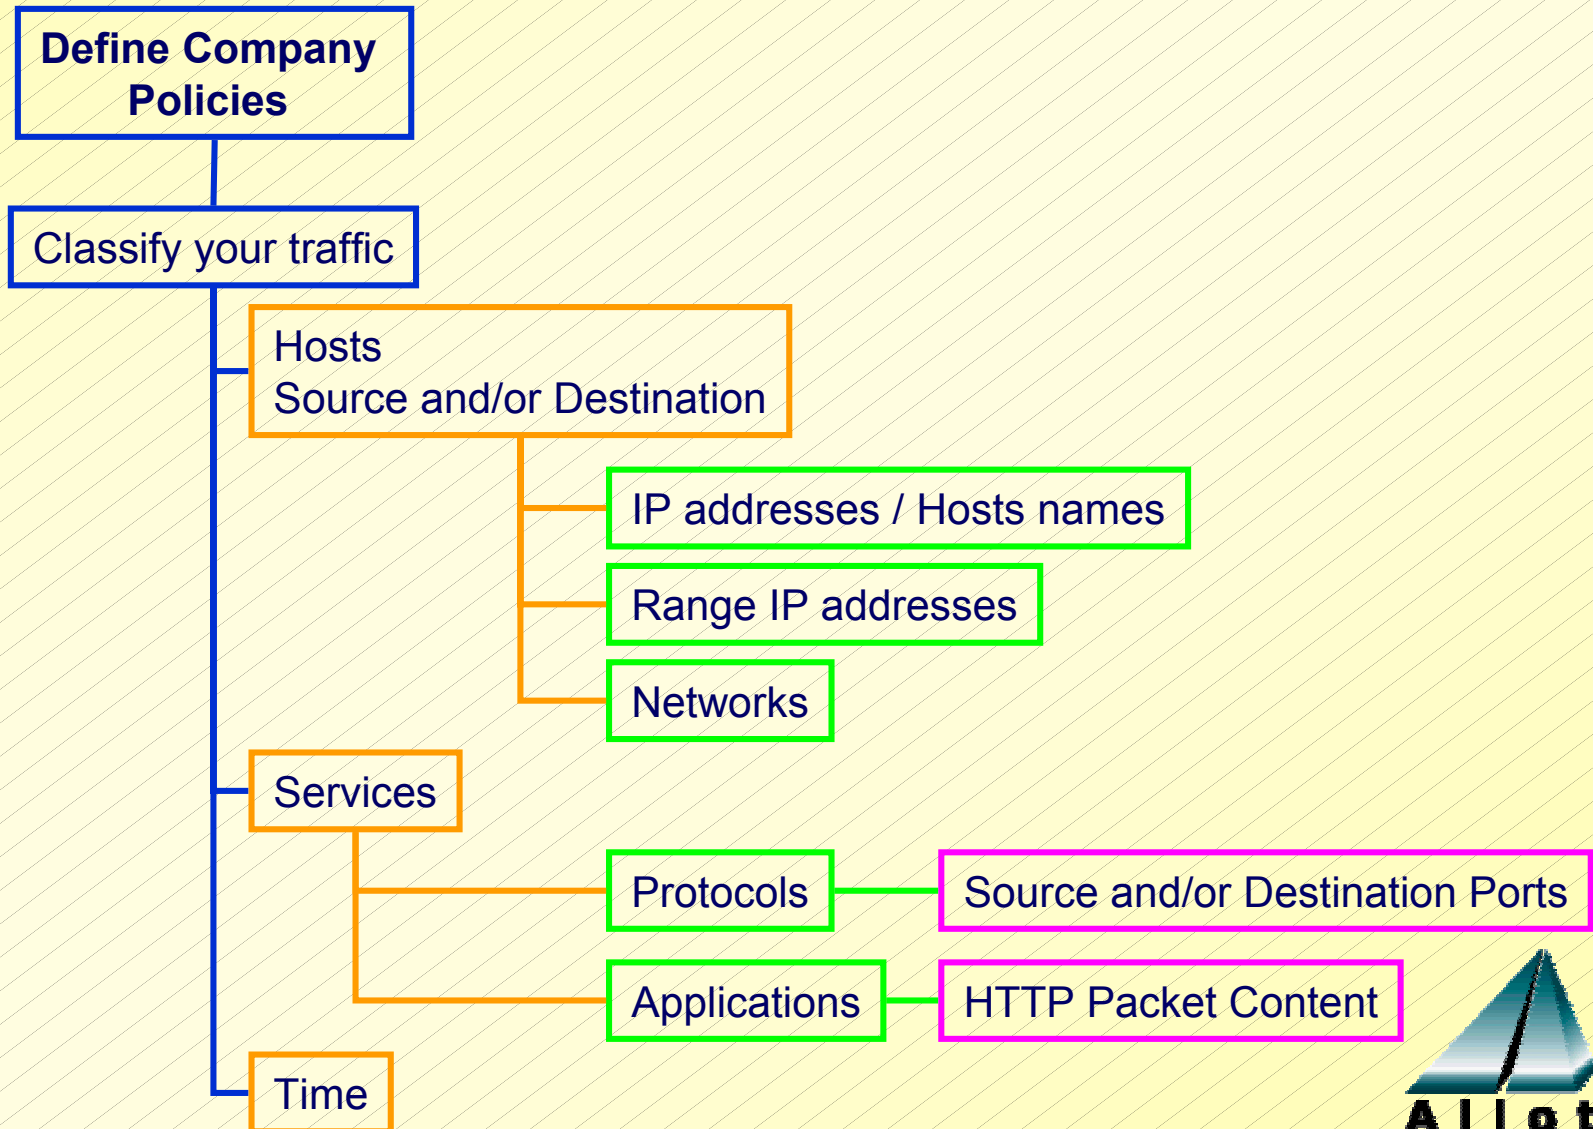 Define Company
Policies
Classify your traffic
Hosts
Source and/or Destination
IP addresses / Hosts names
Range IP addresses
Networks
Services
Protocols
Source and/or Destination Ports
Applications
HTTP Packet Content
Time
Allot